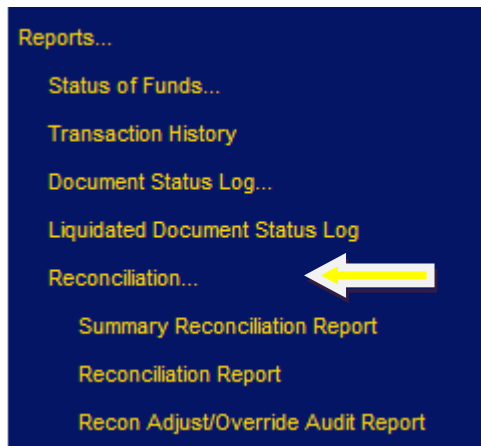 Reports...
Status of Funds...
Transaction History
Document Status Log...
Liquidated Document Status Log
Reconciliation...
Summary Reconciliation Report
Reconciliation Report
Recon Adjust/Override Audit Report